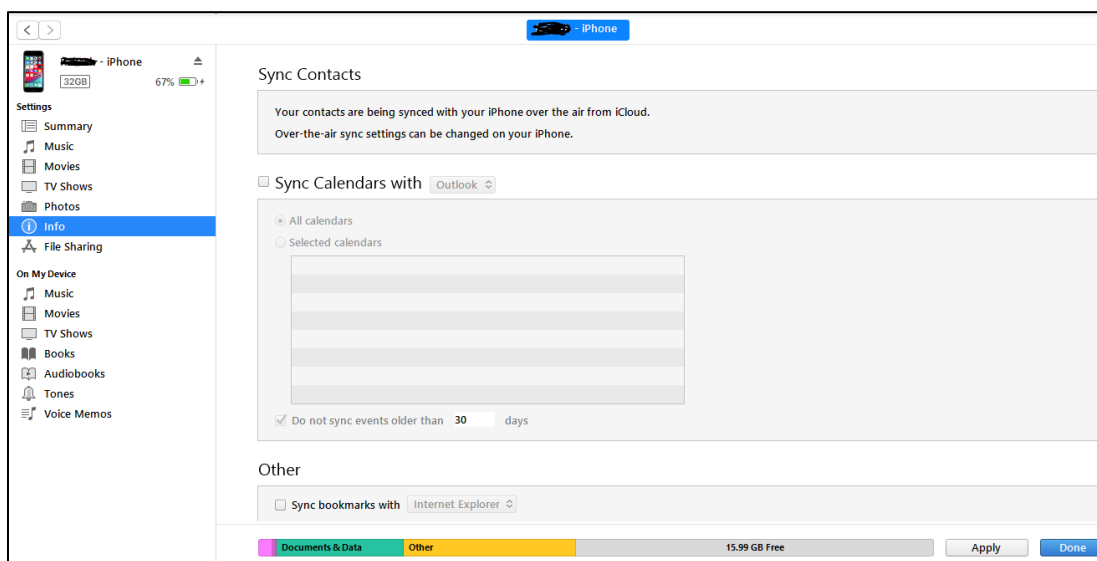 - iPhone
- iPhone
32GB
67%
Settings
Summary
Music
Movies
TV Shows
Photos
Info
File Sharing
On My Device
Music
Movies
TV Shows
Books
Audiobooks
Tones
Voice Memos
Sync Contacts
Your contacts are being synced with your iPhone over the air from iCloud.
Over-the-air sync settings can be changed on your iPhone.
Sync Calendars with Outlook
All calendars
Selected calendars
Do not sync events older than 30 days
Other
Sync bookmarks with Internet Explorer
Documents & Data Other 15.99 GB Free Apply Done